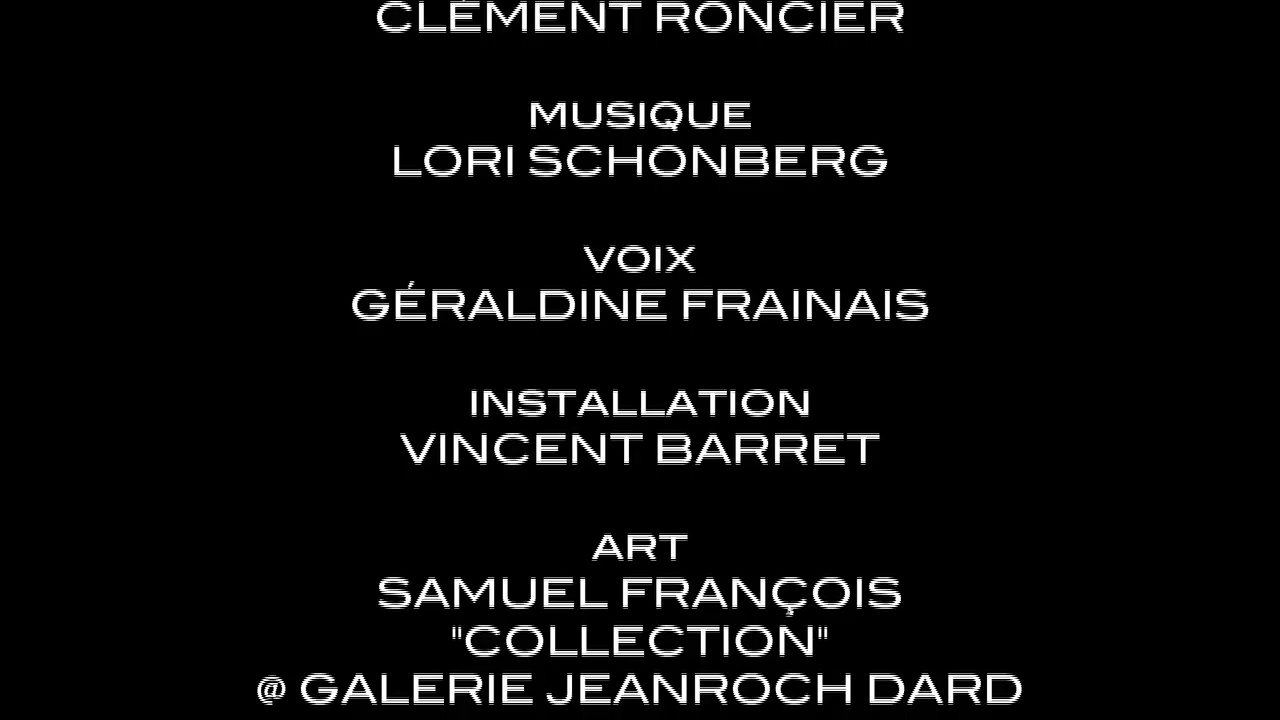 CLÉMENT RONCIER
MUSIQUE
LORI SCHONBERG
VOIX
GÉRALDINE FRAINAIS
INSTALLATION
VINCENT BARRET
ART
SAMUEL FRANÇOIS
"COLLECTION"
@ GALERIE JEANROCH DARD